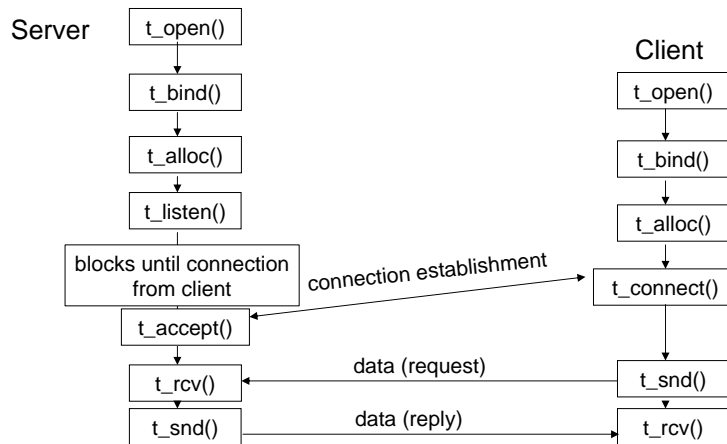 Server
t_open()
t_bind()
t_alloc()
t_listen()
blocks until connection
from client
t_accept()
t_rcv()
t_snd()
connection establishment
data (request)
data (reply)
Client
t_open()
t_bind()
t_alloc()
t_connect()
t_snd()
t_rcv()